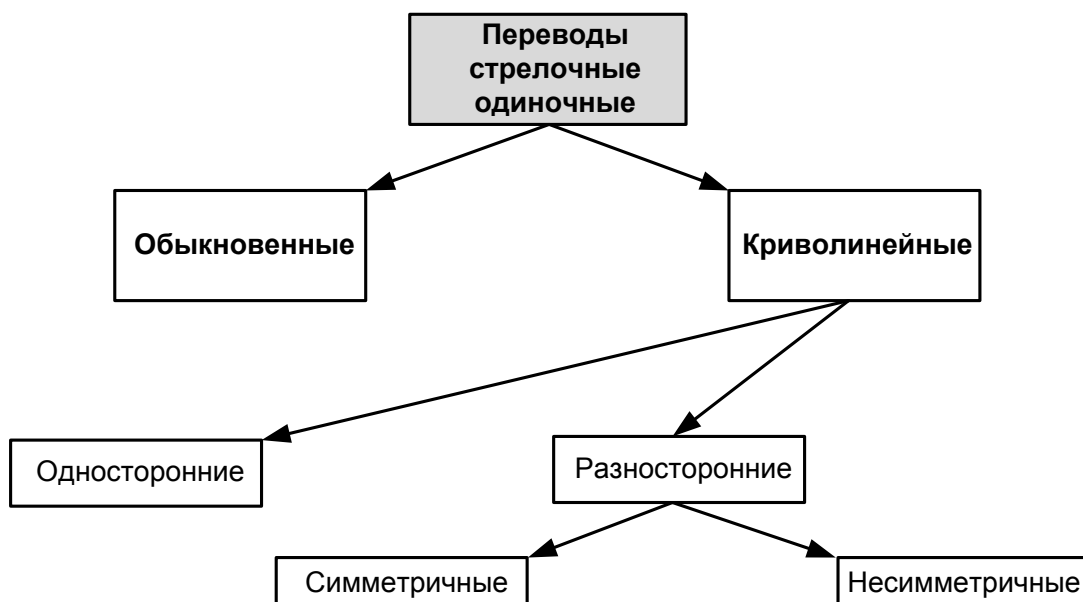 Переводы
стрелочные
одиночные
Обыкновенные
Криволинейные
Односторонние
Разносторонние
Симметричные
Несимметричные